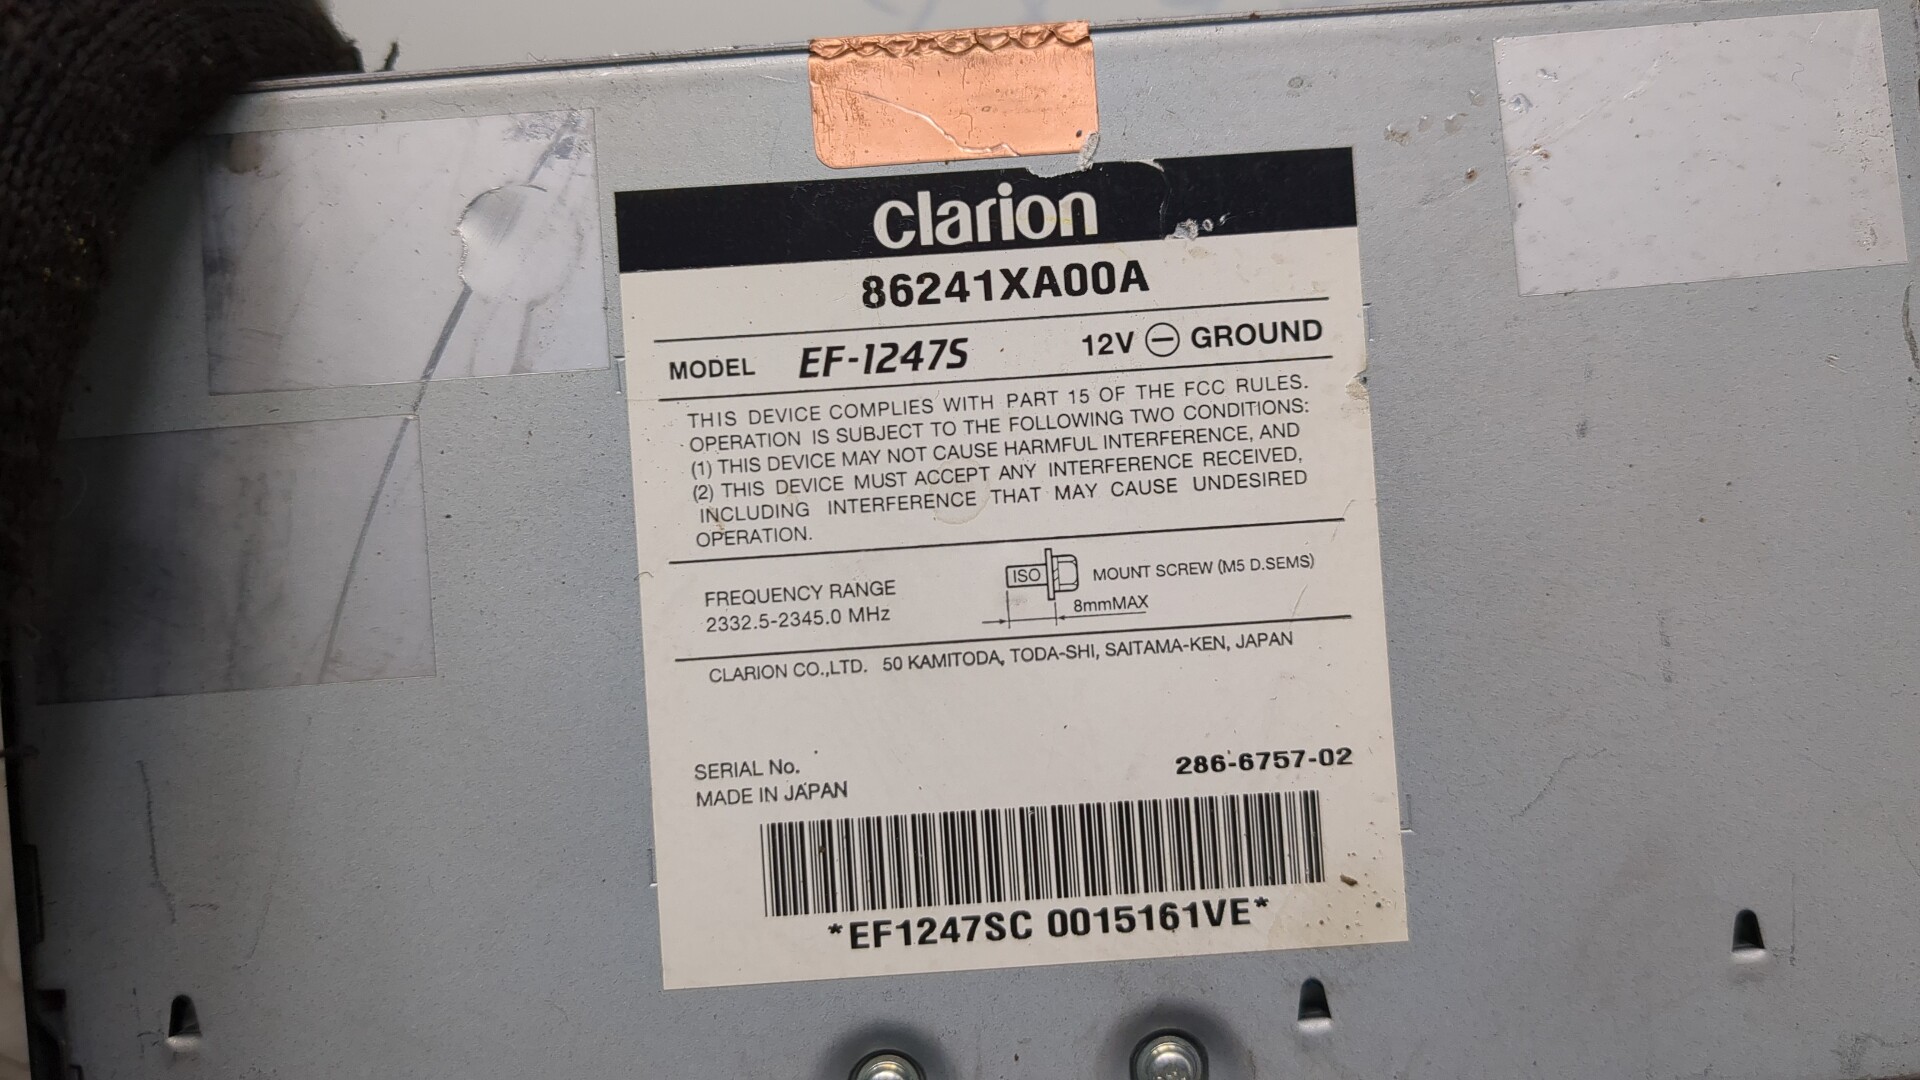 clarion
86241XA00A
MODEL EF-1247S 12V ⊖ GROUND
THIS DEVICE COMPLIES WITH PART 15 OF THE FCC RULES.
OPERATION IS SUBJECT TO THE FOLLOWING TWO CONDITIONS:
(1) THIS DEVICE MAY NOT CAUSE HARMFUL INTERFERENCE, AND
(2) THIS DEVICE MUST ACCEPT ANY INTERFERENCE RECEIVED,
INCLUDING INTERFERENCE THAT MAY CAUSE UNDESIRED
OPERATION.
FREQUENCY RANGE
2332.5-2345.0 MHz
ISO MOUNT SCREW (M5 D.SEMS)
8mmMAX
CLARION CO.,LTD. 50 KAMITODA, TODA-SHI, SAITAMA-KEN, JAPAN
SERIAL No. 286-6757-02
MADE IN JAPAN
*EF1247SC 0015161VE*